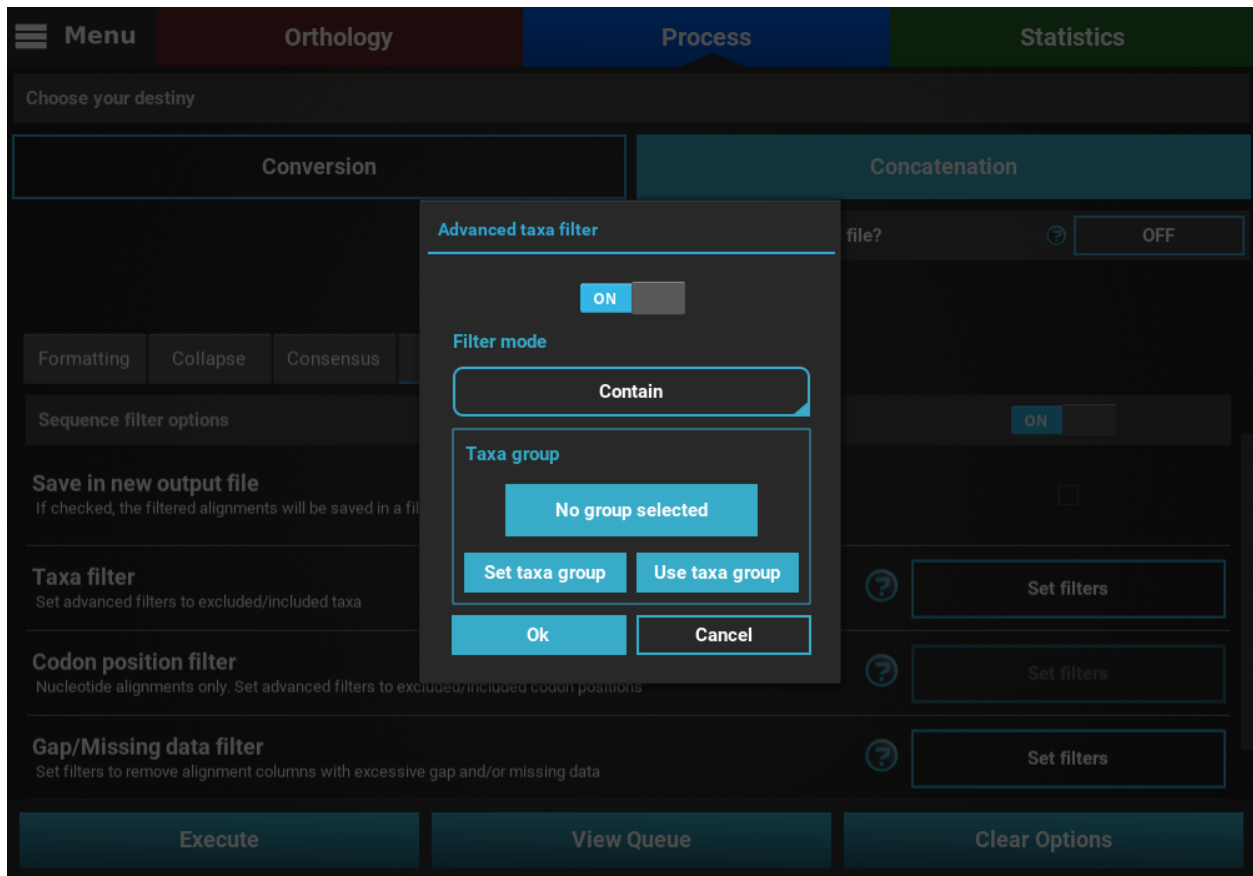 Menu
Orthology
Process
Statistics
Choose your destiny
Conversion
Concatenation
Advanced taxa filter
file?
?
OFF
ON
Filter mode
Formatting
Collapse
Consensus
Contain
Sequence filter options
ON
Taxa group
Save in new output file
If checked, the filtered alignments will be saved in a fil
No group selected
Set taxa group
Use taxa group
Taxa filter
Set advanced filters to excluded/included taxa
?
Set filters
Ok
Cancel
Codon position filter
Nucleotide alignments only. Set advanced filters to excluded/included codon positions
?
Set filters
Gap/Missing data filter
Set filters to remove alignment columns with excessive gap and/or missing data
?
Set filters
Execute
View Queue
Clear Options